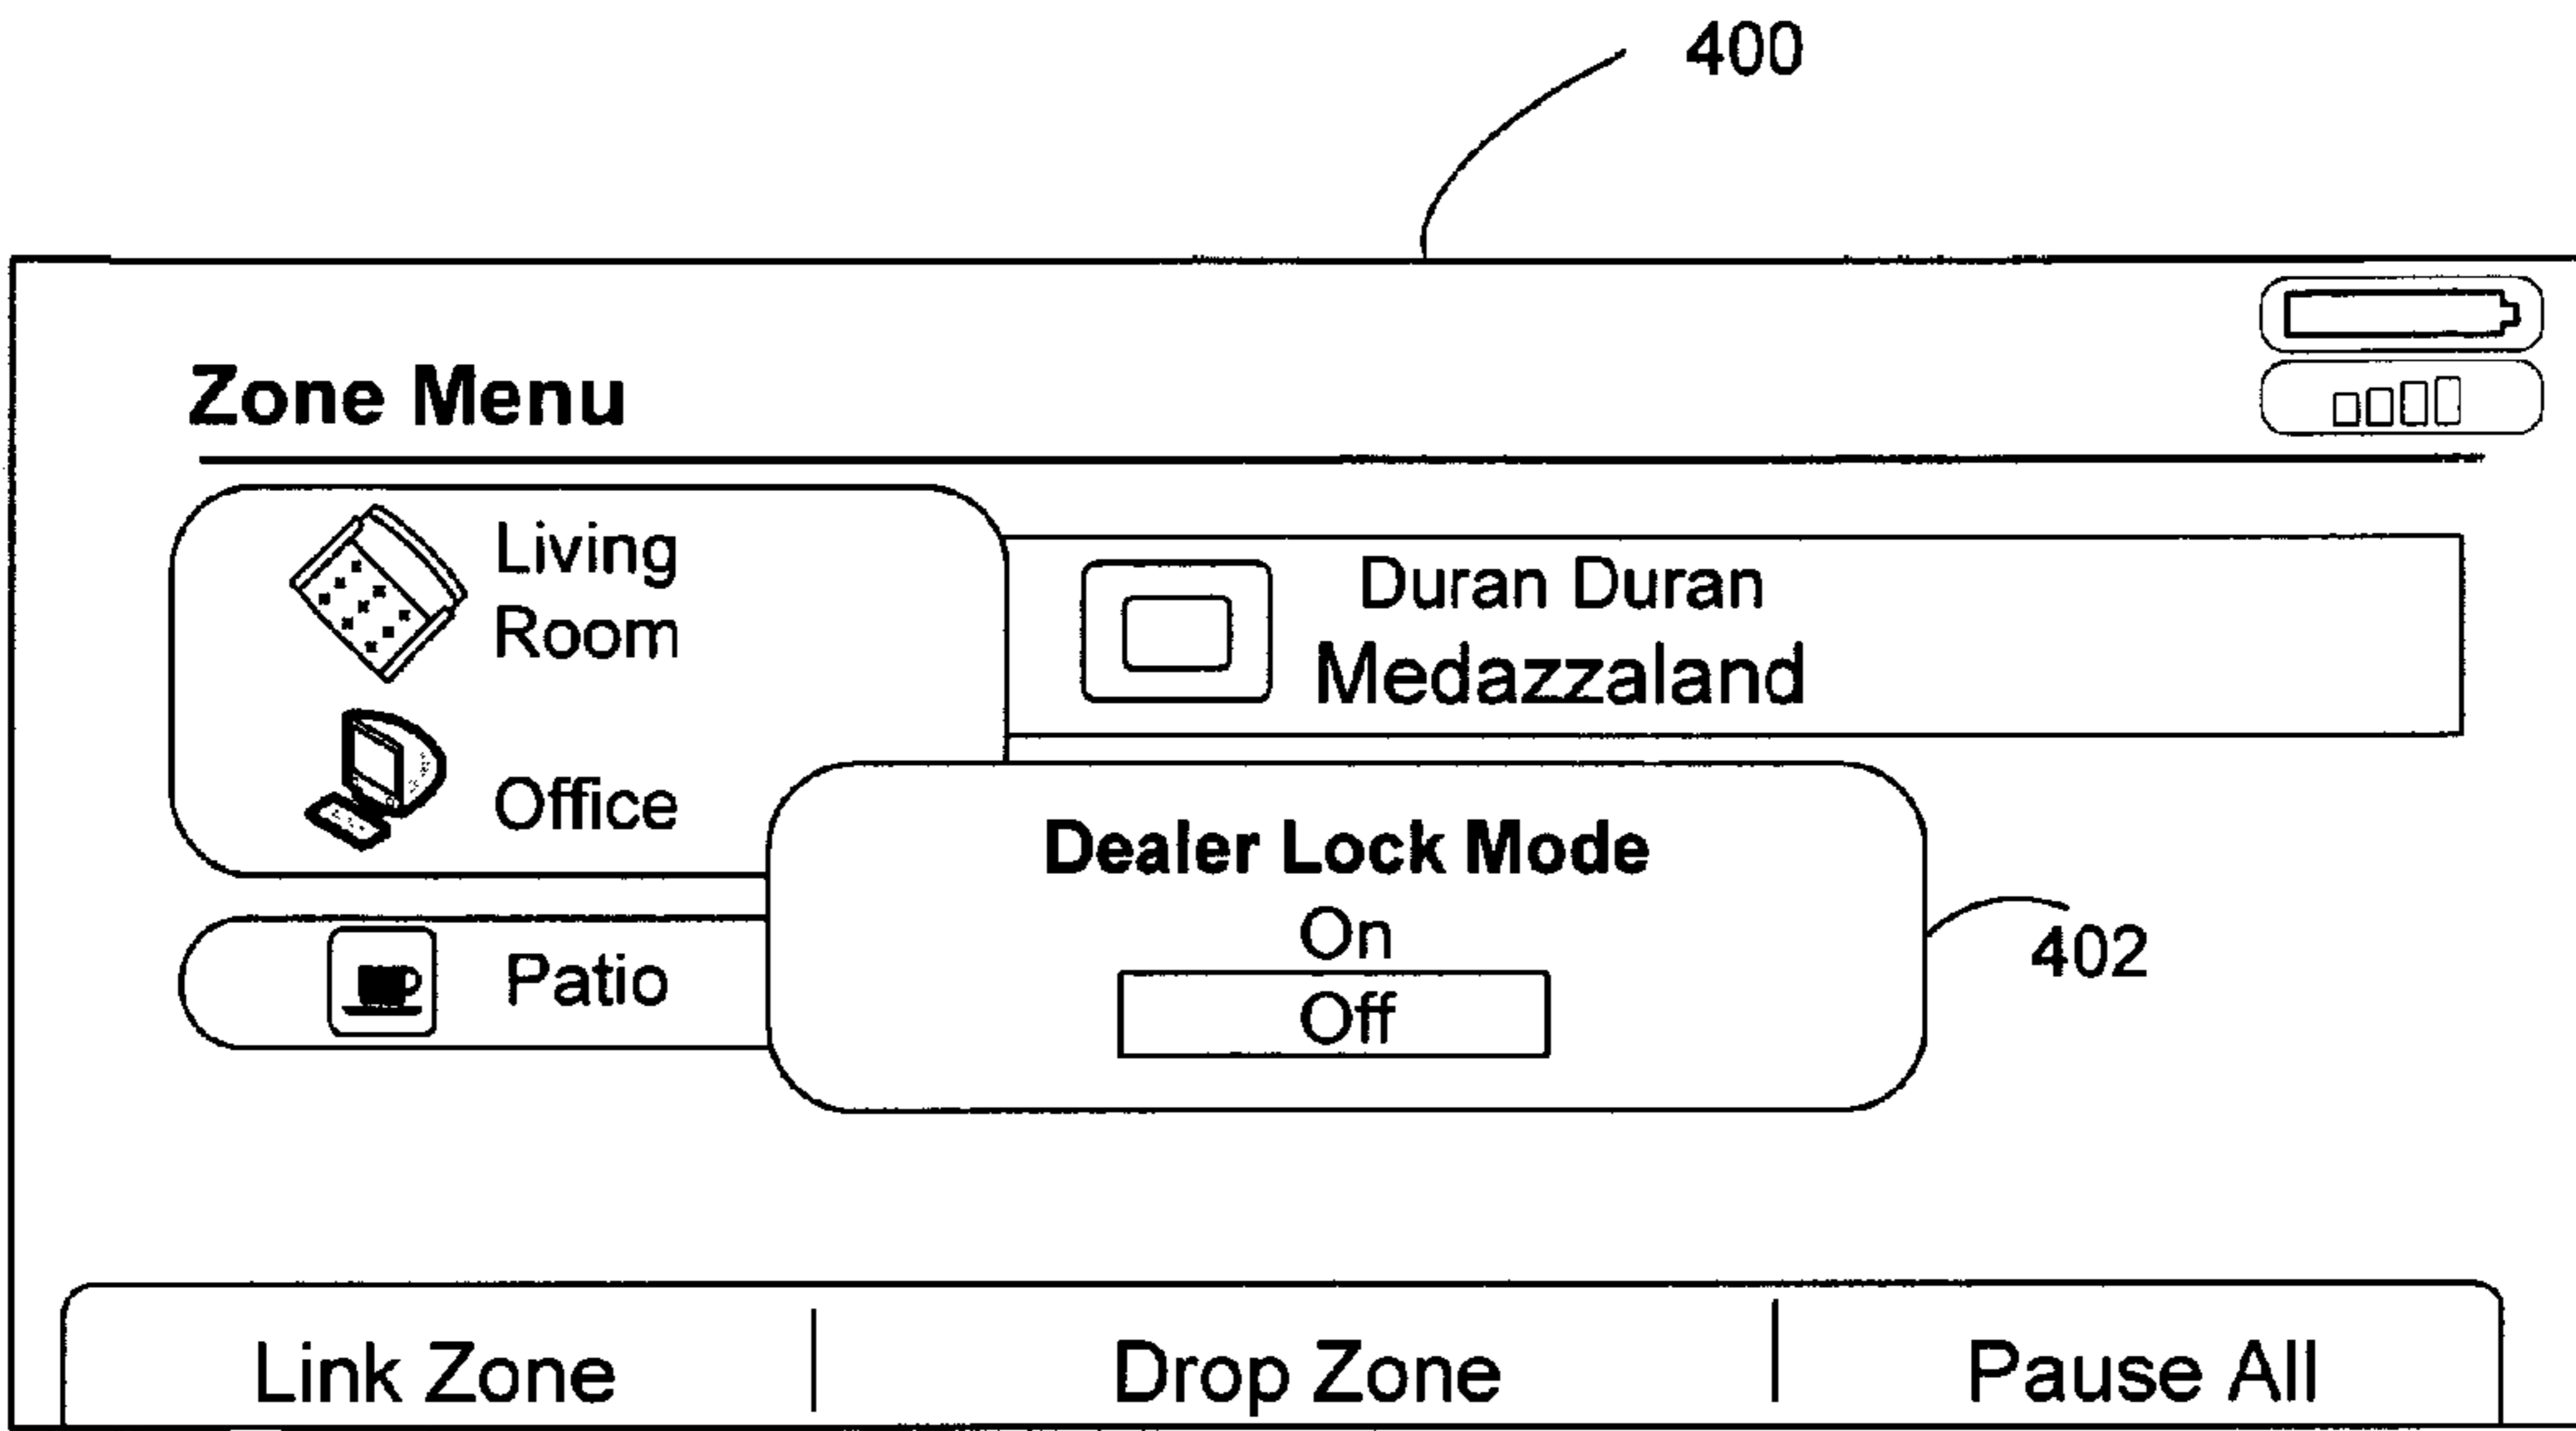 400
Zone Menu
Living
Room
Duran Duran
Medazzaland
Office
Dealer Lock Mode
On
Off
402
Patio
Link Zone | Drop Zone | Pause All